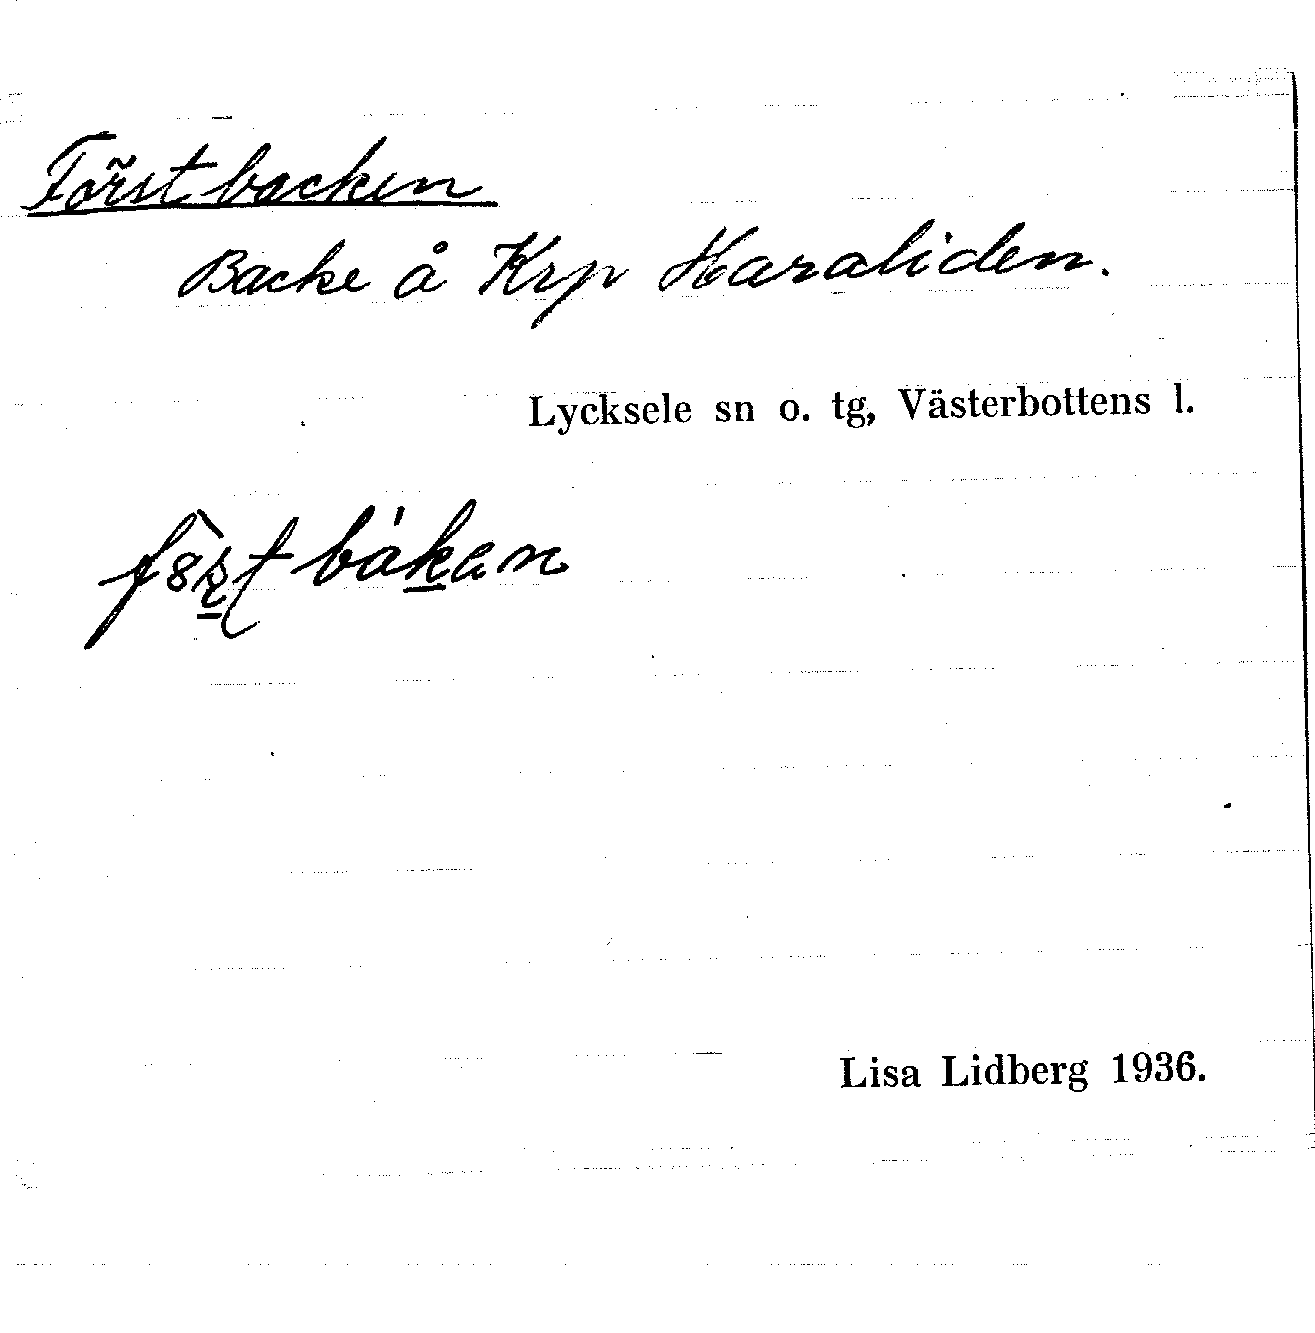 Förstbacken
Backe å Krp Haraliden.
Lycksele sn o. tg, Västerbottens l.
Lisa Lidberg 1936.